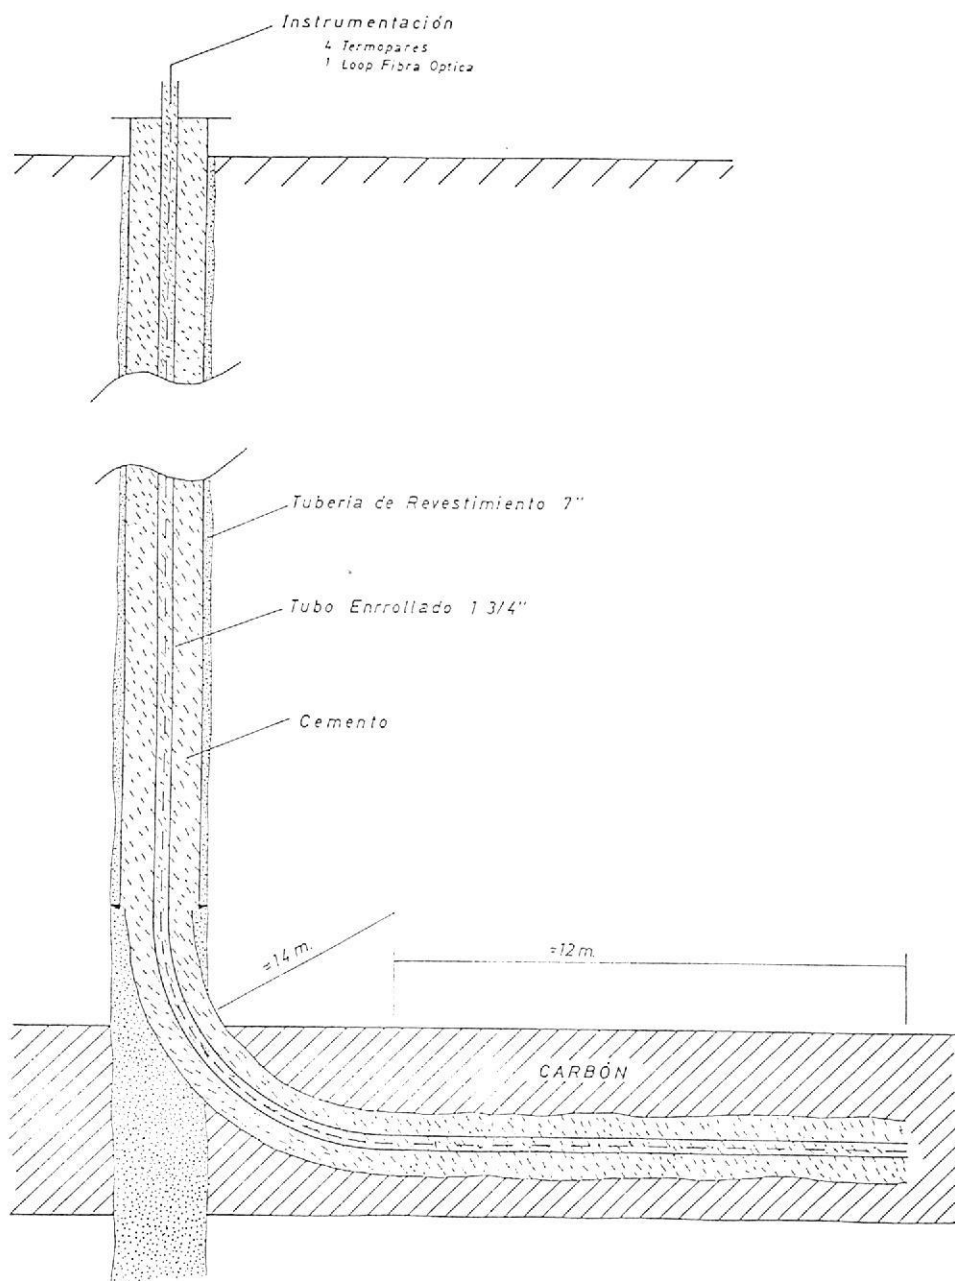 Instrumentación
4 Termopares
1 Loop Fibra Optica
Tuberia de Revestimiento 7"
Tubo Enrrollado 1 3/4"
Cemento
=14 m.
=12 m.
CARBÓN